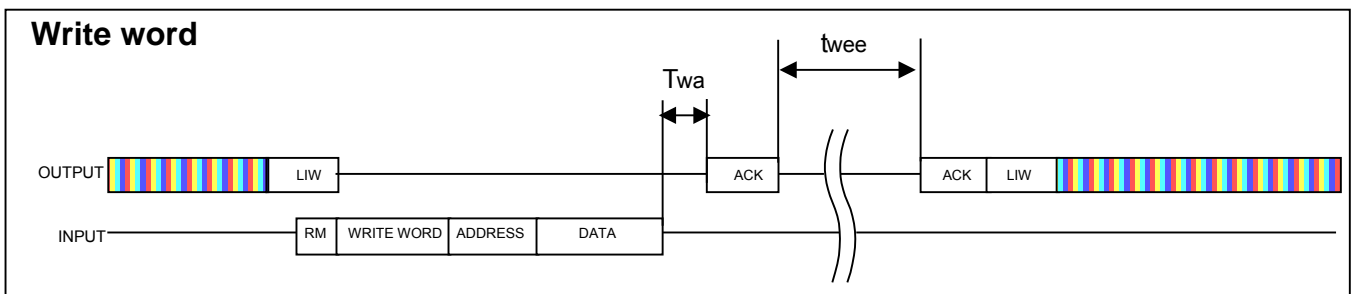 Write word
twee
Twa
OUTPUT LIW ACK ACK LIW
INPUT RM WRITE WORD ADDRESS DATA